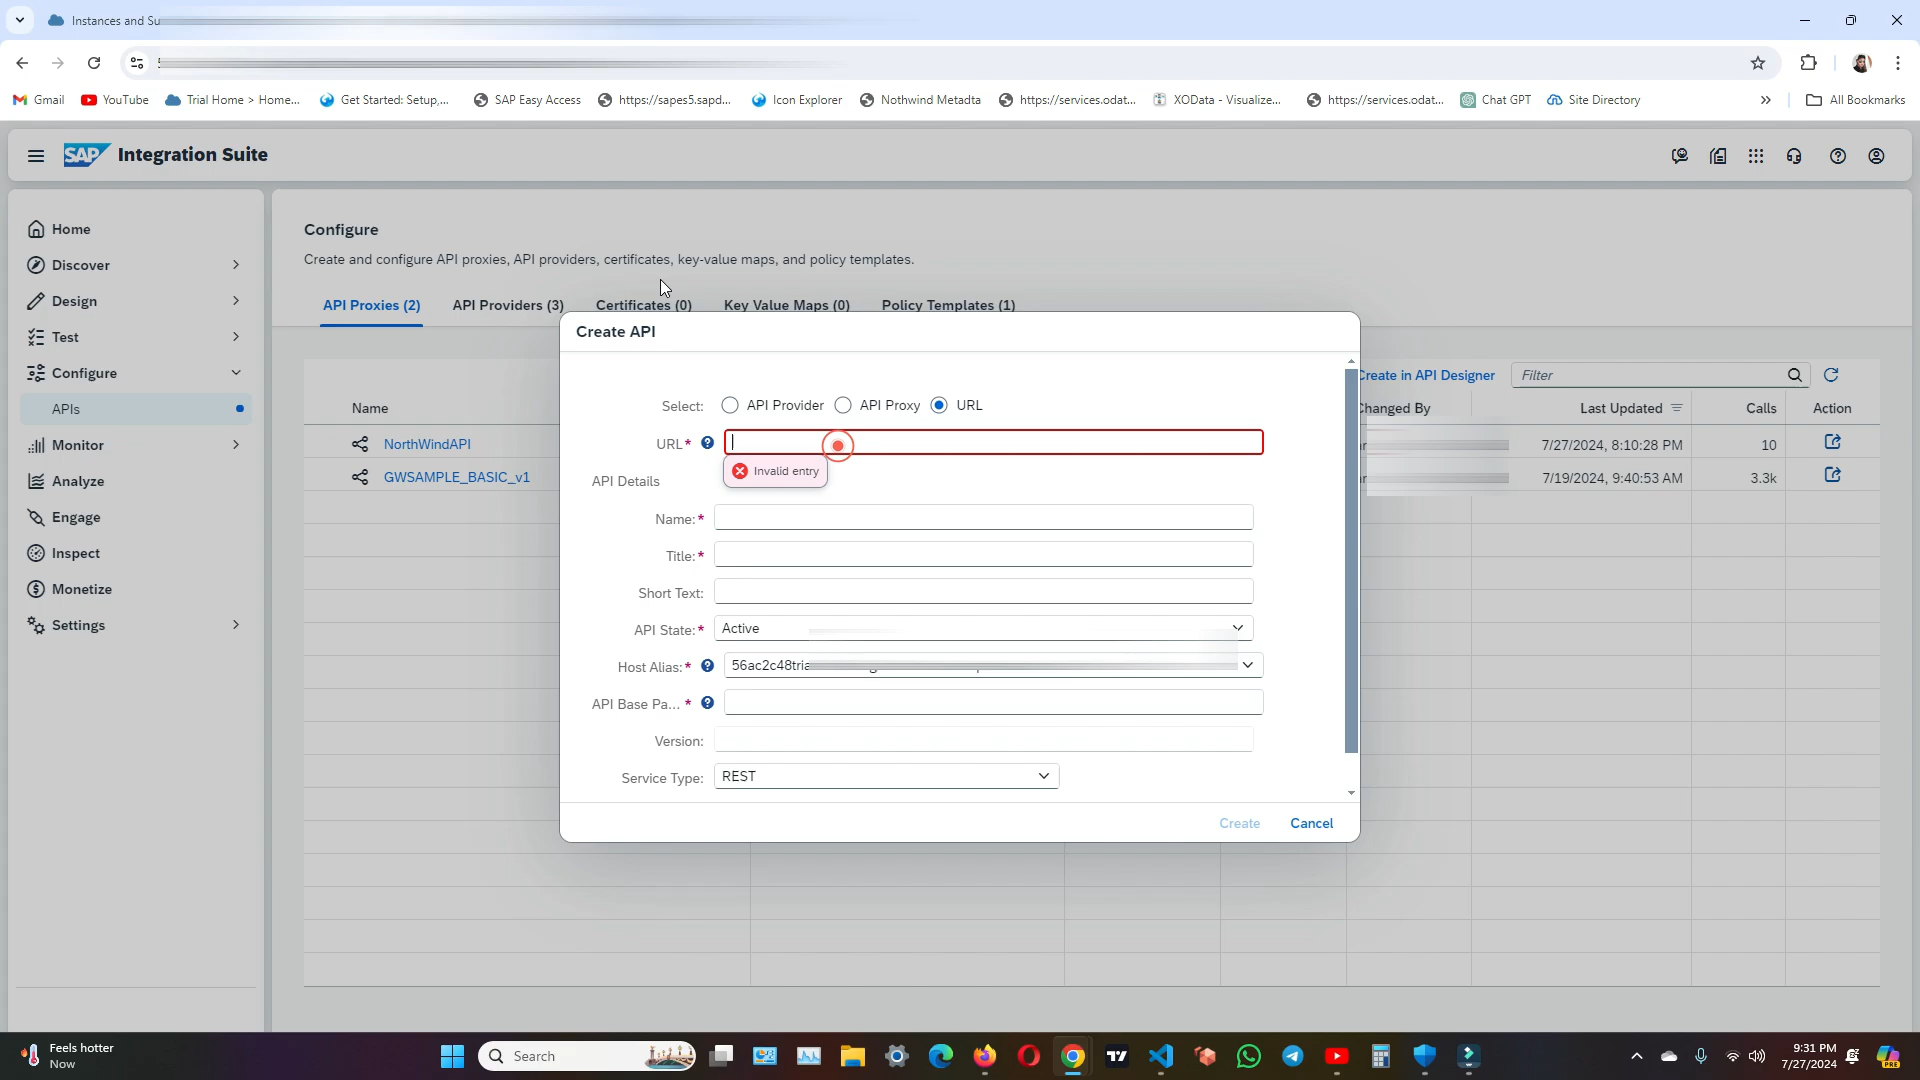 Instances and Su
Gmail
YouTube
Trial Home > Home...
Get Started: Setup,...
SAP Easy Access
https://sapes5.sapd...
Icon Explorer
Nothwind Metadta
https://services.odat...
XOData - Visualize...
https://services.odat...
Chat GPT
Site Directory
»
All Bookmarks
SAP Integration Suite
Home
Discover
Design
Test
Configure
APIs
Monitor
Analyze
Engage
Inspect
Monetize
Settings
Configure
Create and configure API proxies, API providers, certificates, key-value maps, and policy templates.
API Proxies (2)
API Providers (3)
Certificates (0)
Key Value Maps (0)
Policy Templates (1)
Create in API Designer
Filter
Name
Changed By
Last Updated
Calls
Action
NorthWindAPI
7/27/2024, 8:10:28 PM
10
GWSAMPLE_BASIC_v1
7/19/2024, 9:40:53 AM
3.3k
Create API
Select:
API Provider
API Proxy
URL
URL*
Invalid entry
API Details
Name:*
Title:*
Short Text:
API State:*
Active
Host Alias:*
56ac2c48tria
API Base Pa... *
Version:
Service Type:
REST
Create
Cancel
Feels hotter
Now
Search
9:31 PM
7/27/2024
PRE